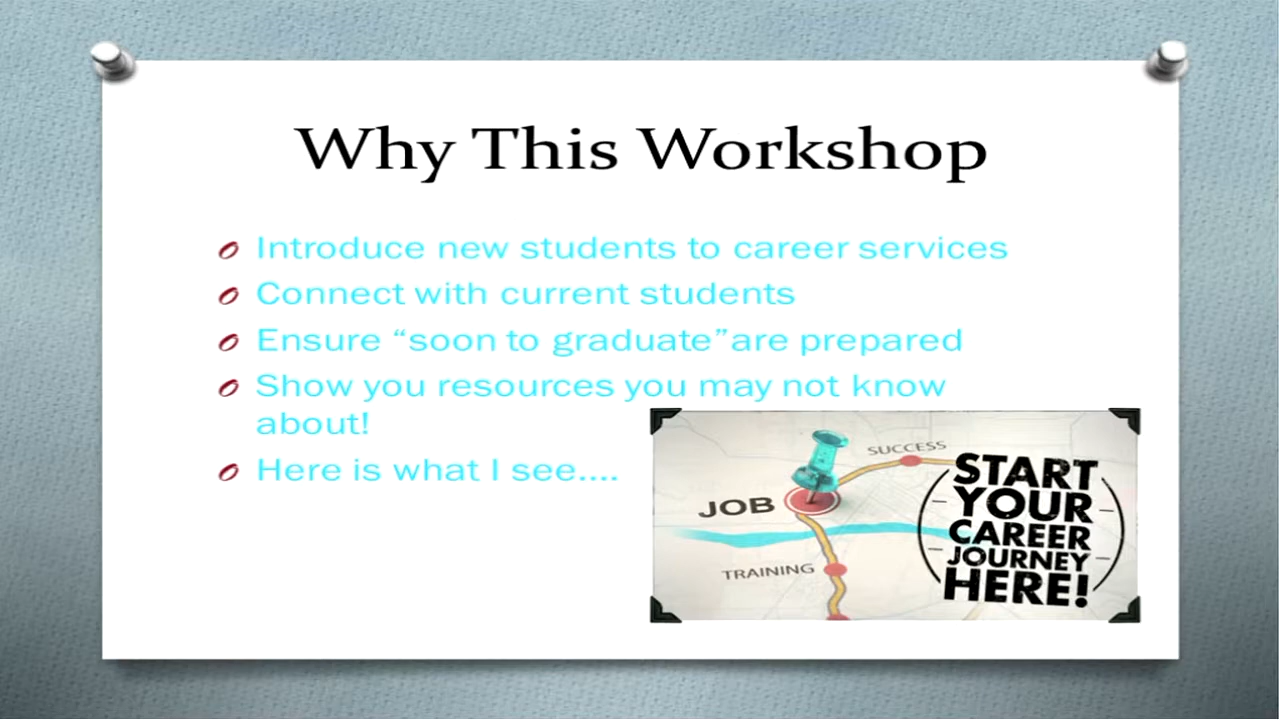 Why This Workshop
Introduce new students to career services
Connect with current students
Ensure “soon to graduate”are prepared
Show you resources you may not know
about!
Here is what I see....
SUCCESS
JOB
TRAINING
START
YOUR
CAREER
JOURNEY
HERE!